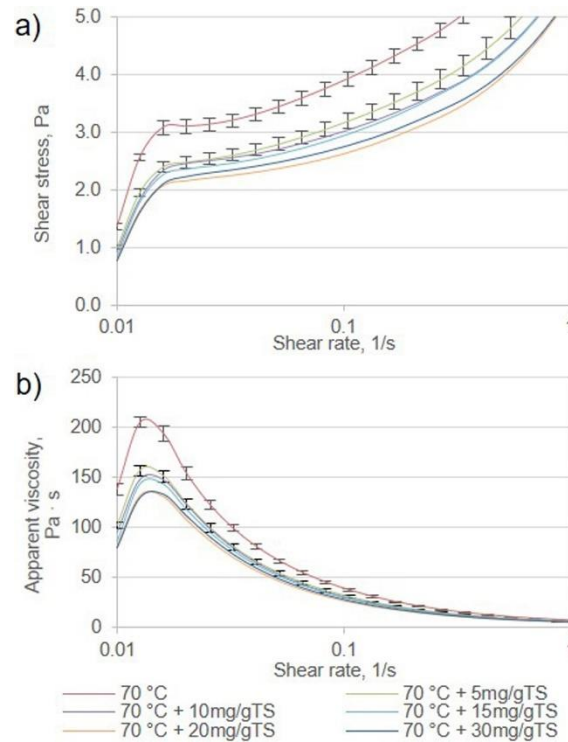 a)
5.0
4.0
3.0
2.0
1.0
0.0
Shear stress, Pa
0.01
0.1
Shear rate, 1/s
b)
250
200
150
100
50
0
Apparent viscosity,
Pa · s
0.01
0.1
Shear rate, 1/s
70 °C
70 °C + 5mg/gTS
70 °C + 10mg/gTS
70 °C + 15mg/gTS
70 °C + 20mg/gTS
70 °C + 30mg/gTS